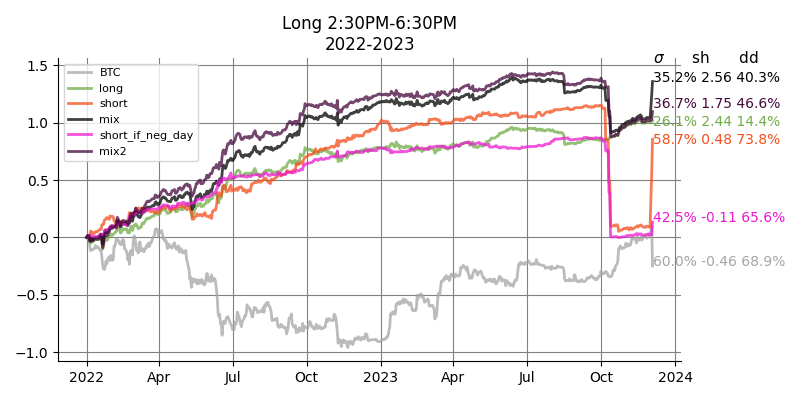 Long 2:30PM-6:30PM
2022-2023
σ sh dd
35.2% 2.56 40.3%
36.7% 1.75 46.6%
26.1% 2.44 14.4%
58.7% 0.48 73.8%
42.5% -0.11 65.6%
60.0% -0.46 68.9%
BTC
long
short
mix
short_if_neg_day
mix2
1.5
1.0
0.5
0.0
−0.5
−1.0
2022 Apr Jul Oct 2023 Apr Jul Oct 2024